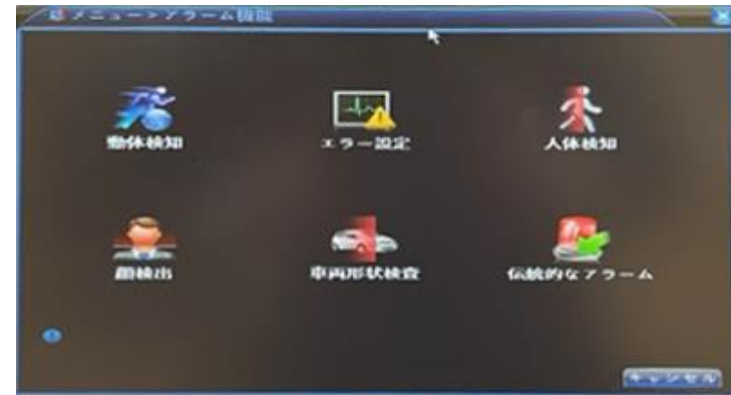 メニュー>アラーム機能
動体検知
エラー設定
人体検知
顔検出
車両形状検査
伝統的なアラーム
キャンセル